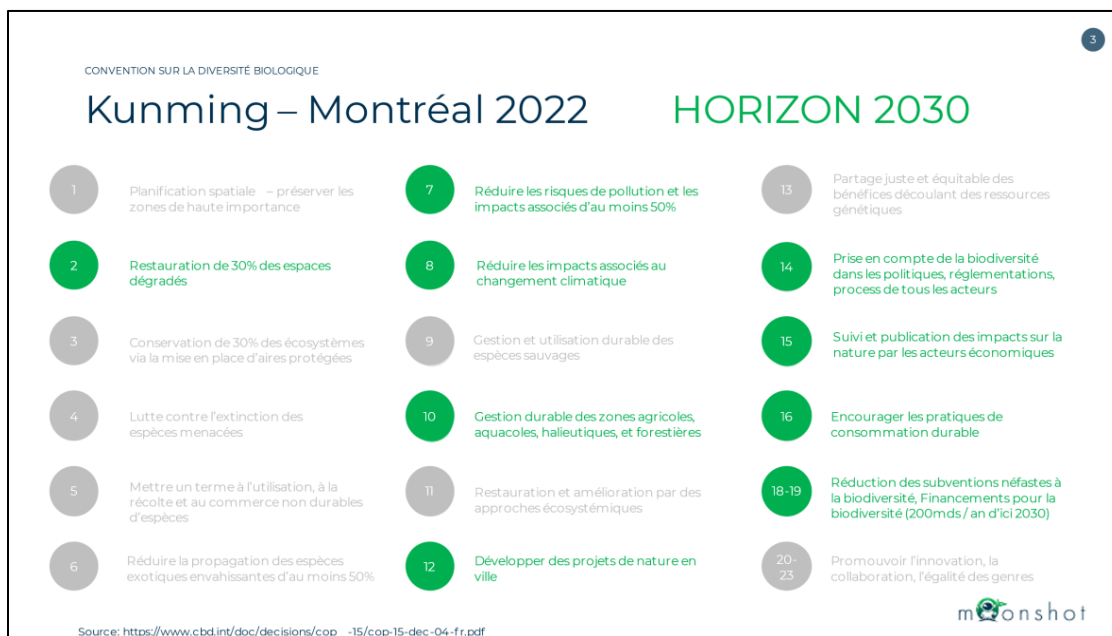 3
CONVENTION SUR LA DIVERSITÉ BIOLOGIQUE
Kunming – Montréal 2022
HORIZON 2030
1
Planification spatiale – préserver les
zones de haute importance
2
Restauration de 30% des espaces
dégradés
3
Conservation de 30% des écosystèmes
via la mise en place d'aires protégées
4
Lutte contre l'extinction des
espèces menacées
5
Mettre un terme à l'utilisation, à la
récolte et au commerce non durables
d'espèces
6
Réduire la propagation des espèces
exotiques envahissantes d'au moins 50%
7
Réduire les risques de pollution et les
impacts associés d'au moins 50%
8
Réduire les impacts associés au
changement climatique
9
Gestion et utilisation durable des
espèces sauvages
10
Gestion durable des zones agricoles,
aquacoles, halieutiques, et forestières
11
Restauration et amélioration par des
approches écosystémiques
12
Développer des projets de nature en
ville
13
Partage juste et équitable des
bénéfices découlant des ressources
génétiques
14
Prise en compte de la biodiversité
dans les politiques, réglementations,
process de tous les acteurs
15
Suivi et publication des impacts sur la
nature par les acteurs économiques
16
Encourager les pratiques de
consommation durable
18-19
Réduction des subventions néfastes à
la biodiversité, Financements pour la
biodiversité (200mds / an d'ici 2030)
20-
23
Promouvoir l'innovation, la
collaboration, l'égalité des genres
moonshot
Source: https://www.cbd.int/doc/decisions/cop -15/cop-15-dec-04-fr.pdf